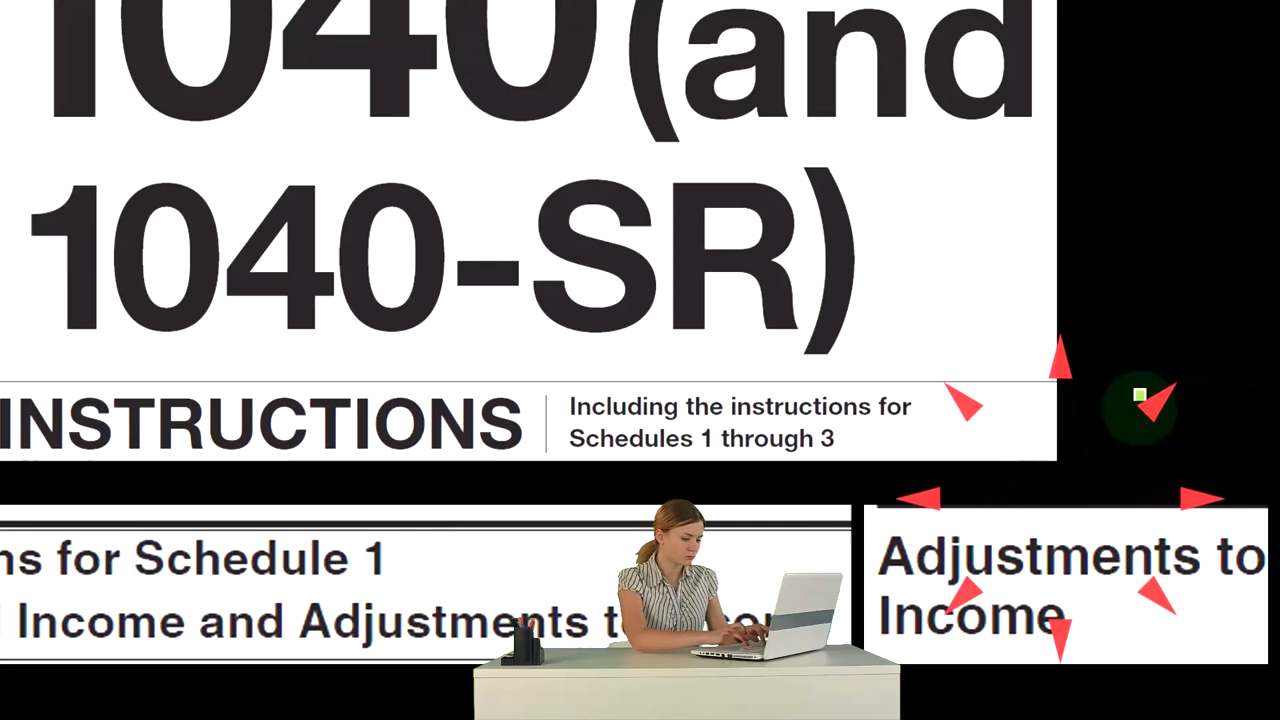 1040 (and
1040-SR)
INSTRUCTIONS
Including the instructions for
Schedules 1 through 3
for Schedule 1
Income and Adjustments
Adjustments to
Income